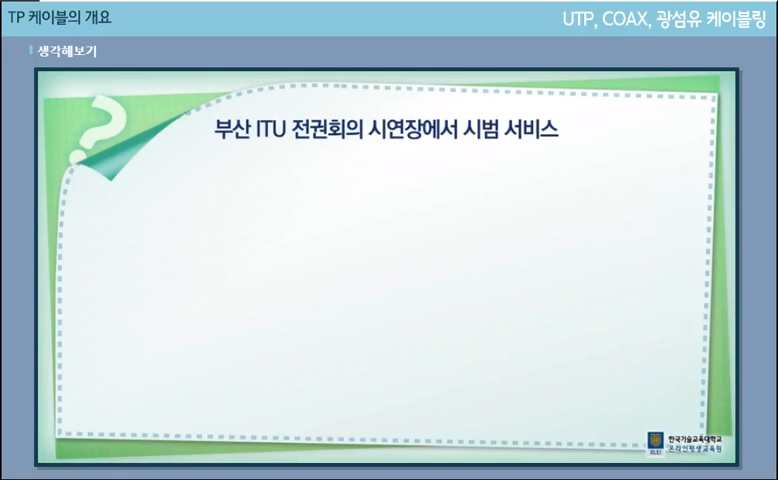 TP 케이블의 개요
UTP, COAX, 광섬유 케이블링
생각해보기
?
부산 ITU 전권회의 시연장에서 시범 서비스
한국기술교육대학교
온라인평생교육원